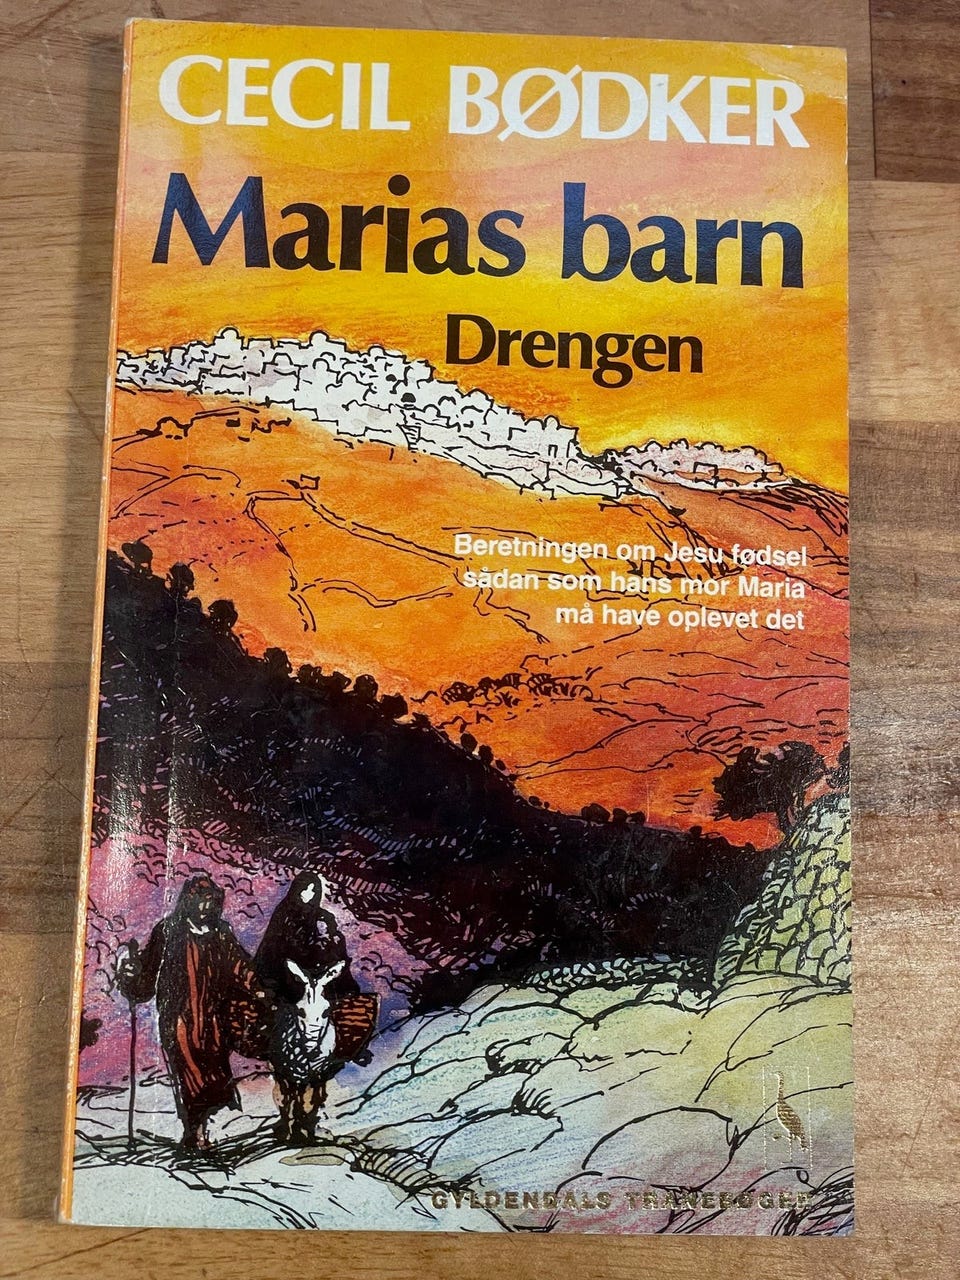 CECIL BØDKER
Marias barn
Drengen
Beretningen om Jesu fødsel
sådan som hans mor Maria
må have oplevet det
GYLDENDALS TRANEBØGER